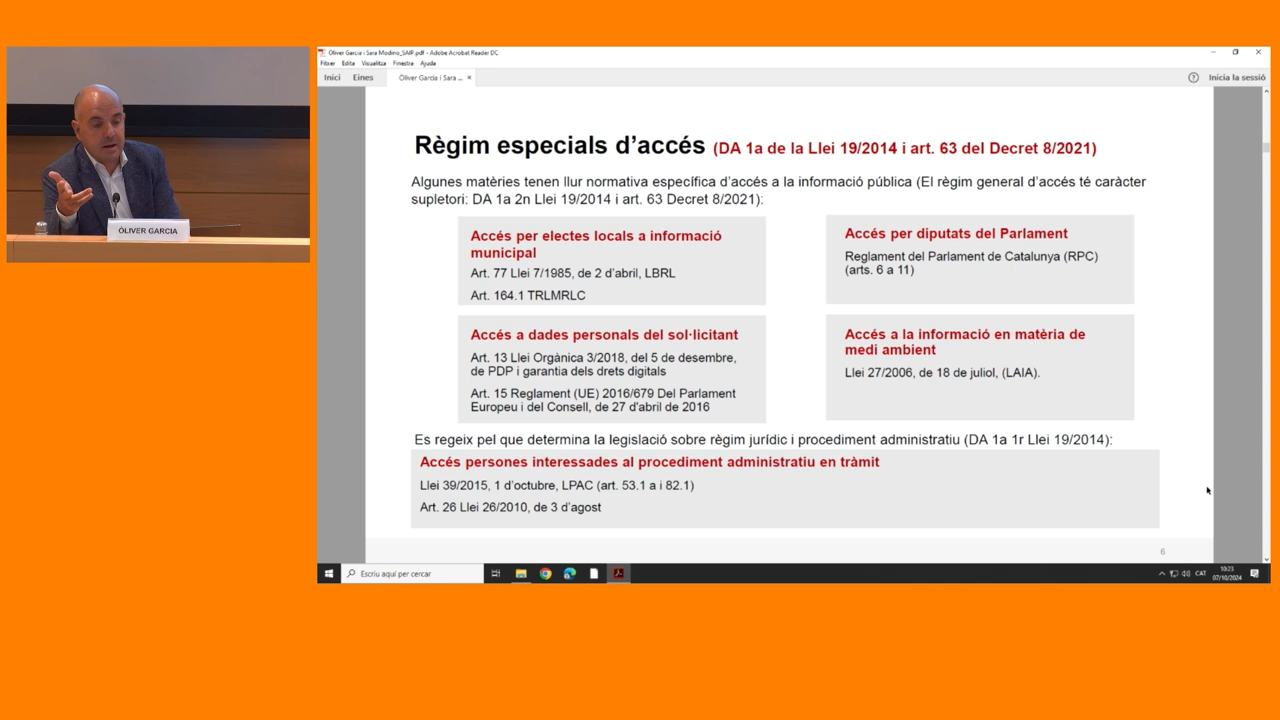 ÒLIVER GARCIA
Òliver Garcia i Sara Modino_SAIP.pdf - Adobe Acrobat Reader DC
Fitxer Edita Visualitza Finestra Ajuda
Inici Eines Òliver Garcia i Sara ... × Inicia la sessió
Règim especials d’accés (DA 1a de la Llei 19/2014 i art. 63 del Decret 8/2021)
Algunes matèries tenen llur normativa específica d’accés a la informació pública (El règim general d’accés té caràcter
supletori: DA 1a 2n Llei 19/2014 i art. 63 Decret 8/2021):
Accés per electes locals a informació
municipal
Art. 77 Llei 7/1985, de 2 d’abril, LBRL
Art. 164.1 TRLMRLC
Accés per diputats del Parlament
Reglament del Parlament de Catalunya (RPC)
(arts. 6 a 11)
Accés a dades personals del sol·licitant
Art. 13 Llei Orgànica 3/2018, del 5 de desembre,
de PDP i garantia dels drets digitals
Art. 15 Reglament (UE) 2016/679 Del Parlament
Europeu i del Consell, de 27 d'abril de 2016
Accés a la informació en matèria de
medi ambient
Llei 27/2006, de 18 de juliol, (LAIA).
Es regeix pel que determina la legislació sobre règim jurídic i procediment administratiu (DA 1a 1r Llei 19/2014):
Accés persones interessades al procediment administratiu en tràmit
Llei 39/2015, 1 d’octubre, LPAC (art. 53.1 a i 82.1)
Art. 26 Llei 26/2010, de 3 d’agost
6
Escriu aquí per cercar
CAT
10:23
07/10/2024